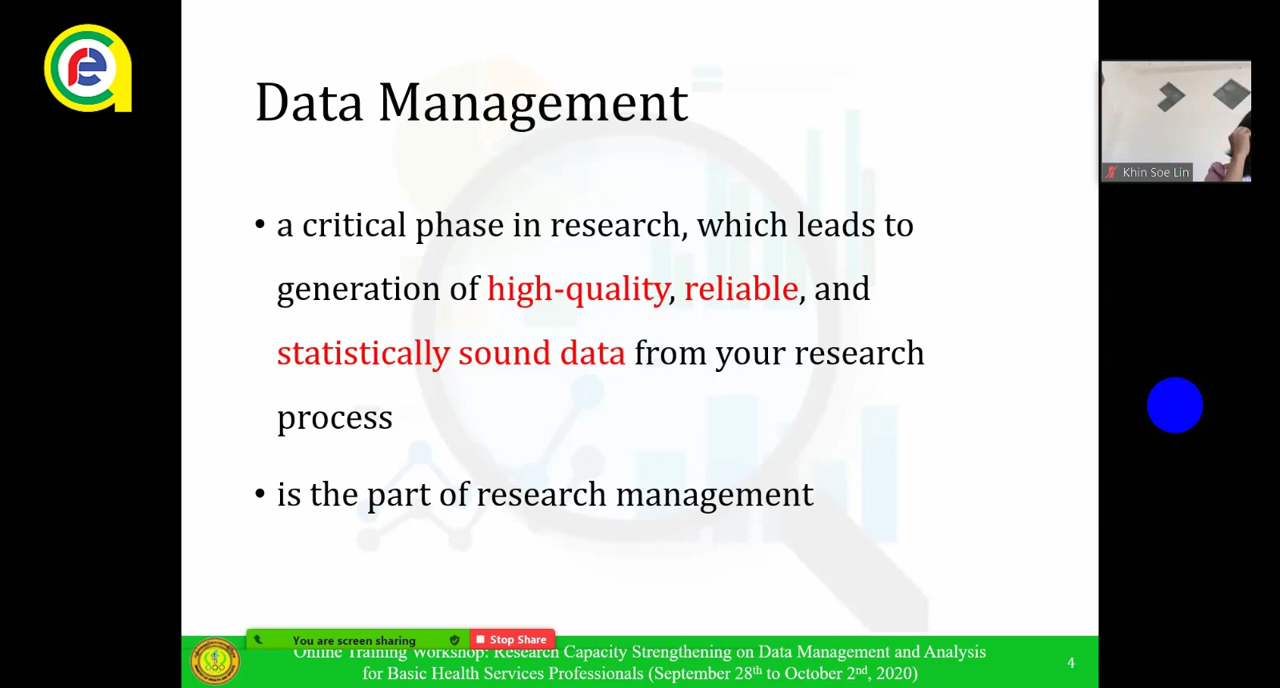 Data Management
Khin Soe Lin
• a critical phase in research, which leads to
generation of high-quality, reliable, and
statistically sound data from your research
process
• is the part of research management
You are screen sharing
Stop Share
Online Training Workshop: Research Capacity Strengthening on Data Management and Analysis
for Basic Health Services Professionals (September 28th to October 2nd, 2020)
4